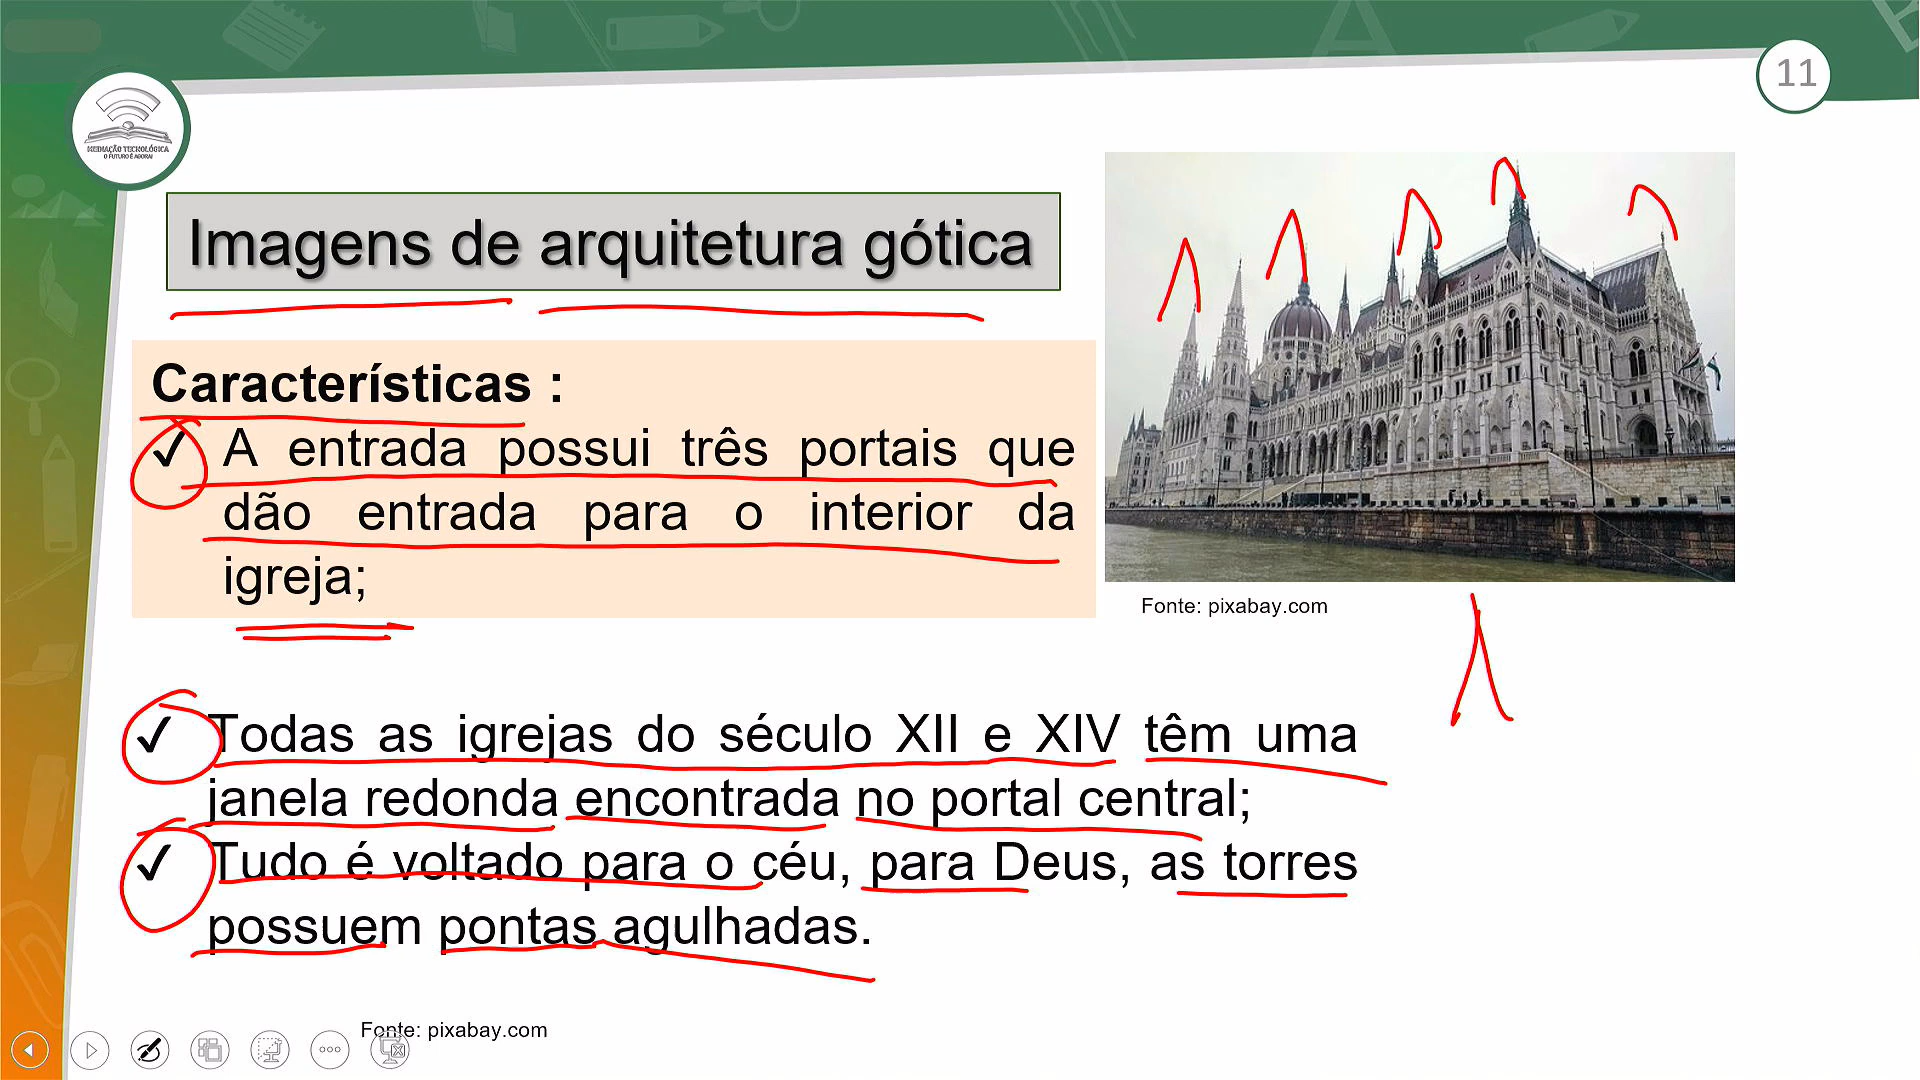 11
MEDIAÇÃO TECNOLÓGICA
O FUTURO É AGORA!
Imagens de arquitetura gótica
Características :
✓ A entrada possui três portais que
dão entrada para o interior da
igreja;
Fonte: pixabay.com
✓ Todas as igrejas do século XII e XIV têm uma
janela redonda encontrada no portal central;
✓ Tudo é voltado para o céu, para Deus, as torres
possuem pontas agulhadas.
Fonte: pixabay.com